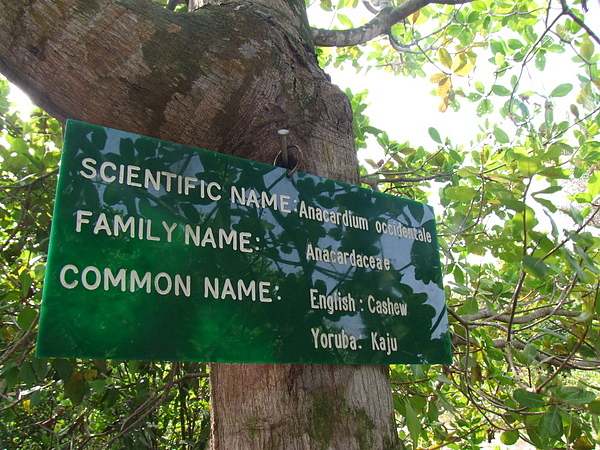 SCIENTIFIC NAME: Anacardium occidentale
FAMILY NAME: Anacardaceae
COMMON NAME: English : Cashew
Yoruba: Kaju